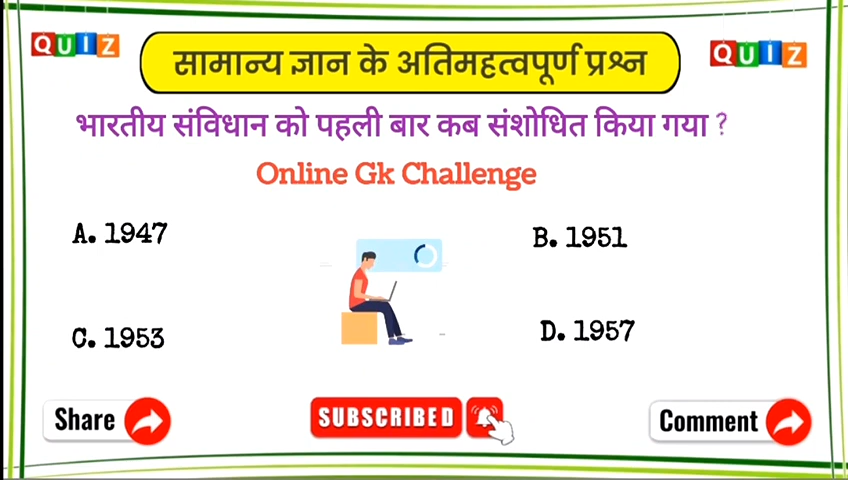 QUIZ
सामान्य ज्ञान के अतिमहत्वपूर्ण प्रश्न
QUIZ
भारतीय संविधान को पहली बार कब संशोधित किया गया ?
Online Gk Challenge
A. 1947
B. 1951
C. 1953
D. 1957
Share
SUBSCRIBED
Comment